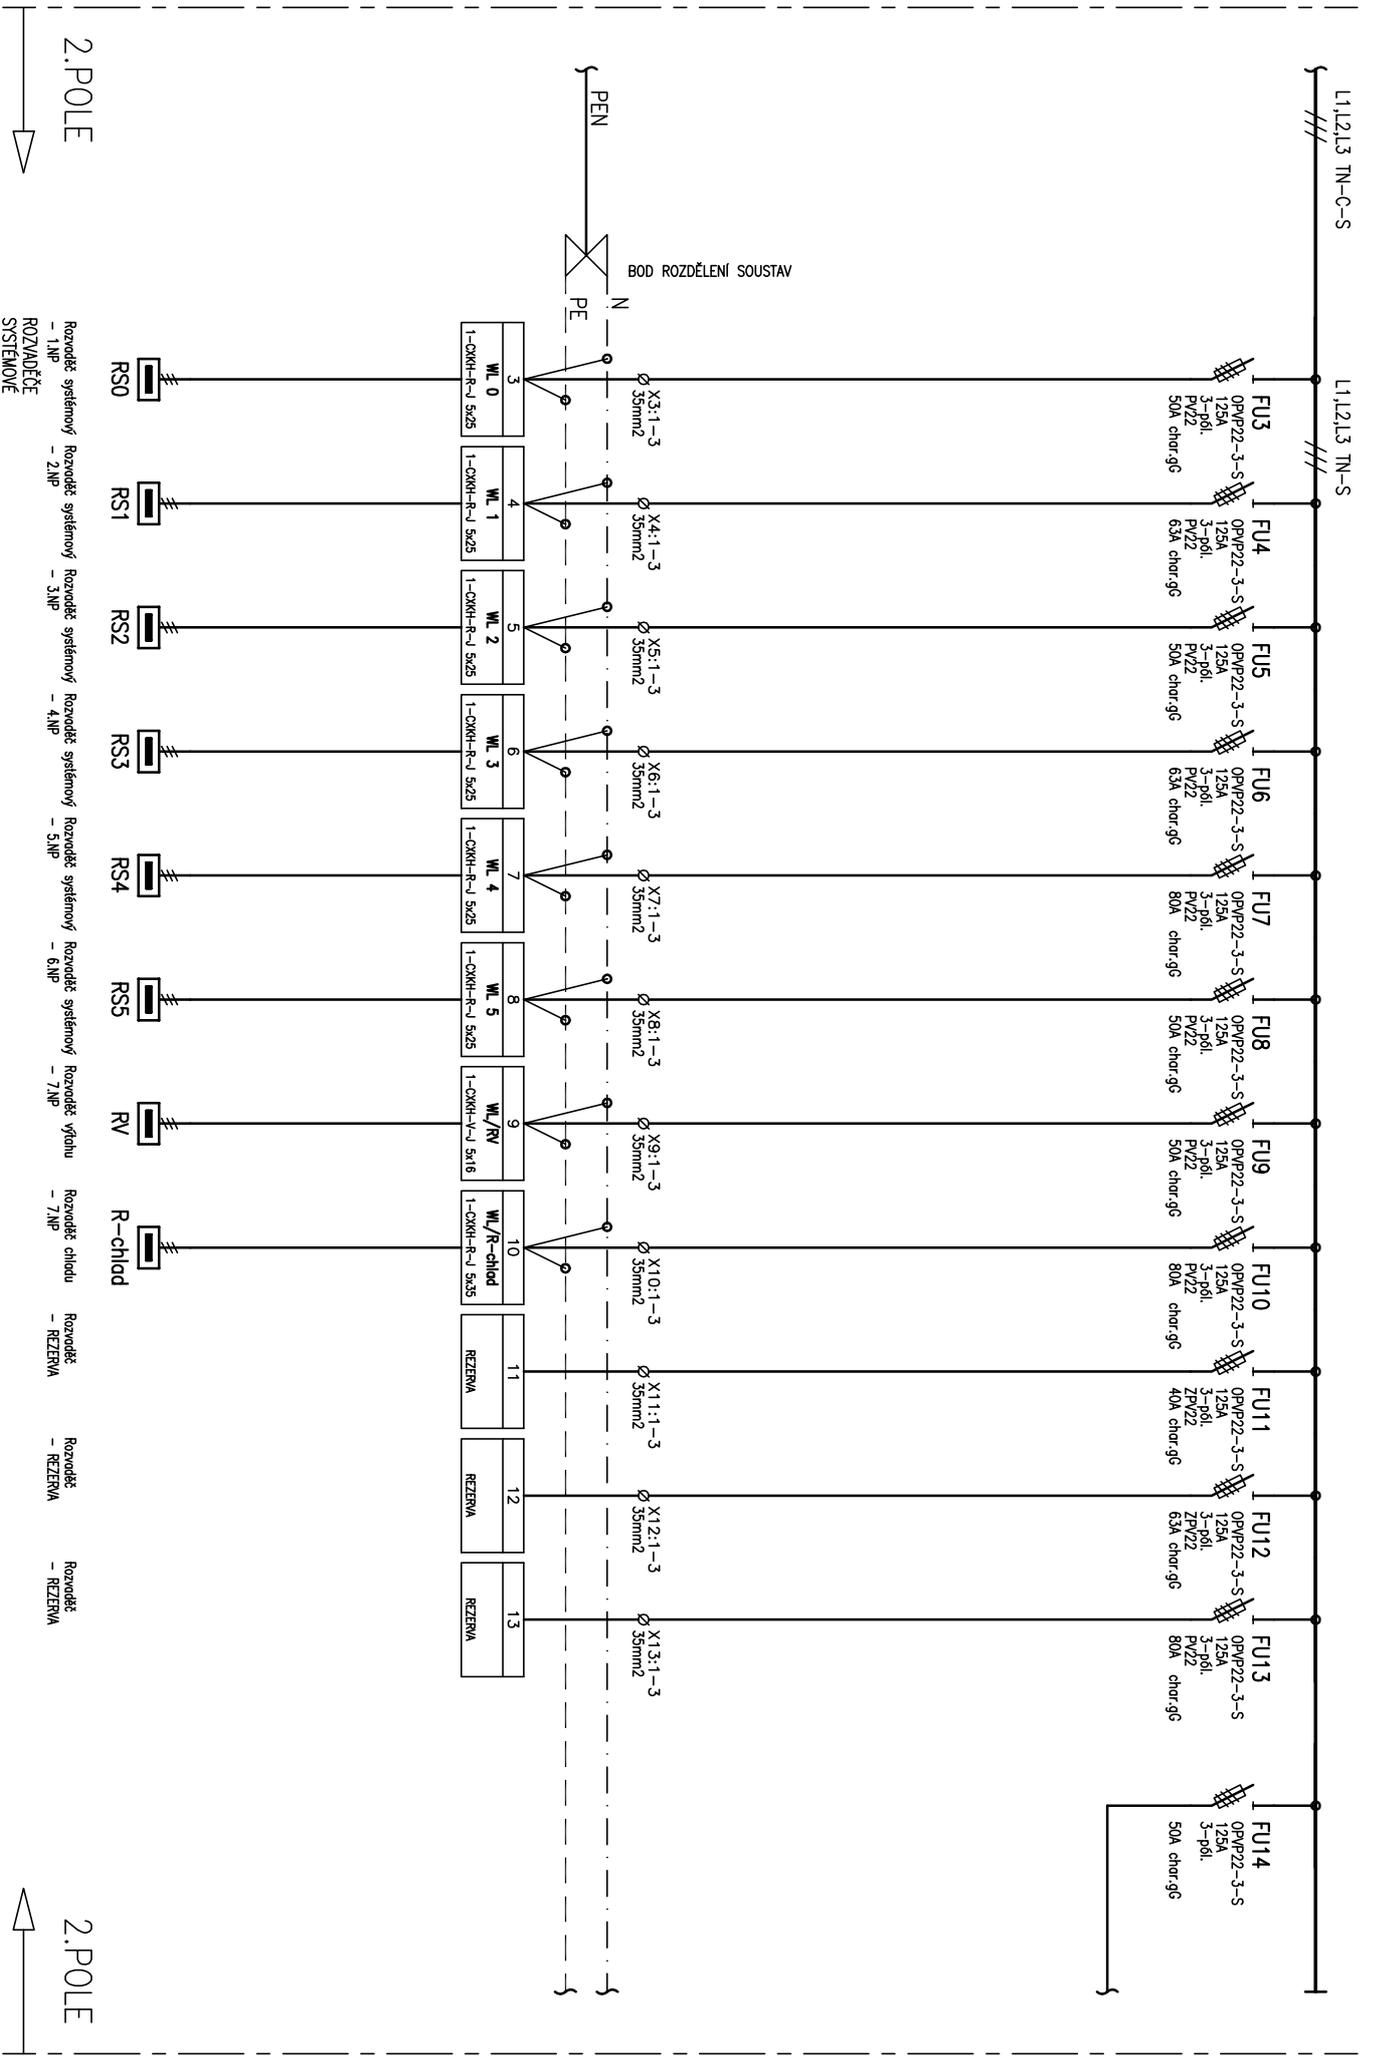 L1,L2,L3 TN-C-S
L1,L2,L3 TN-S
FU3
OPVP22-3-S
125A
3-pól.
PV22
50A char.gG
FU4
OPVP22-3-S
125A
3-pól.
PV22
63A char.gG
FU5
OPVP22-3-S
125A
3-pól.
PV22
50A char.gG
FU6
OPVP22-3-S
125A
3-pól.
PV22
63A char.gG
FU7
OPVP22-3-S
125A
3-pól.
PV22
80A char.gG
FU8
OPVP22-3-S
125A
3-pól.
PV22
50A char.gG
FU9
OPVP22-3-S
125A
3-pól.
PV22
50A char.gG
FU10
OPVP22-3-S
125A
3-pól.
PV22
80A char.gG
FU11
OPVP22-3-S
125A
3-pól.
ZPV22
40A char.gG
FU12
OPVP22-3-S
125A
3-pól.
ZPV22
63A char.gG
FU13
OPVP22-3-S
125A
3-pól.
PV22
80A char.gG
FU14
OPVP22-3-S
125A
3-pól.
50A char.gG
BOD ROZDĚLENÍ SOUSTAV
PEN
N
PE
X3:1-3
35mm2
X4:1-3
35mm2
X5:1-3
35mm2
X6:1-3
35mm2
X7:1-3
35mm2
X8:1-3
35mm2
X9:1-3
35mm2
X10:1-3
35mm2
X11:1-3
35mm2
X12:1-3
35mm2
X13:1-3
35mm2
3
WL 0
1-CXKH-R-J 5x25
4
WL 1
1-CXKH-R-J 5x25
5
WL 2
1-CXKH-R-J 5x25
6
WL 3
1-CXKH-R-J 5x25
7
WL 4
1-CXKH-R-J 5x25
8
WL 5
1-CXKH-R-J 5x25
9
WL/RV
1-CXKH-V-J 5x16
10
WL/R-chlad
1-CXKH-R-J 5x35
11
REZERVA
12
REZERVA
13
REZERVA
RS0
RS1
RS2
RS3
RS4
RS5
RV
R-chlad
Rozvaděč systémový
- 1.NP
Rozvaděč systémový
- 2.NP
Rozvaděč systémový
- 3.NP
Rozvaděč systémový
- 4.NP
Rozvaděč systémový
- 5.NP
Rozvaděč systémový
- 6.NP
Rozvaděč výtahu
- 7.NP
Rozvaděč chladu
- 7.NP
Rozvaděč
- REZERVA
Rozvaděč
- REZERVA
Rozvaděč
- REZERVA
ROZVADĚČE
SYSTÉMOVÉ
2.POLE
2.POLE